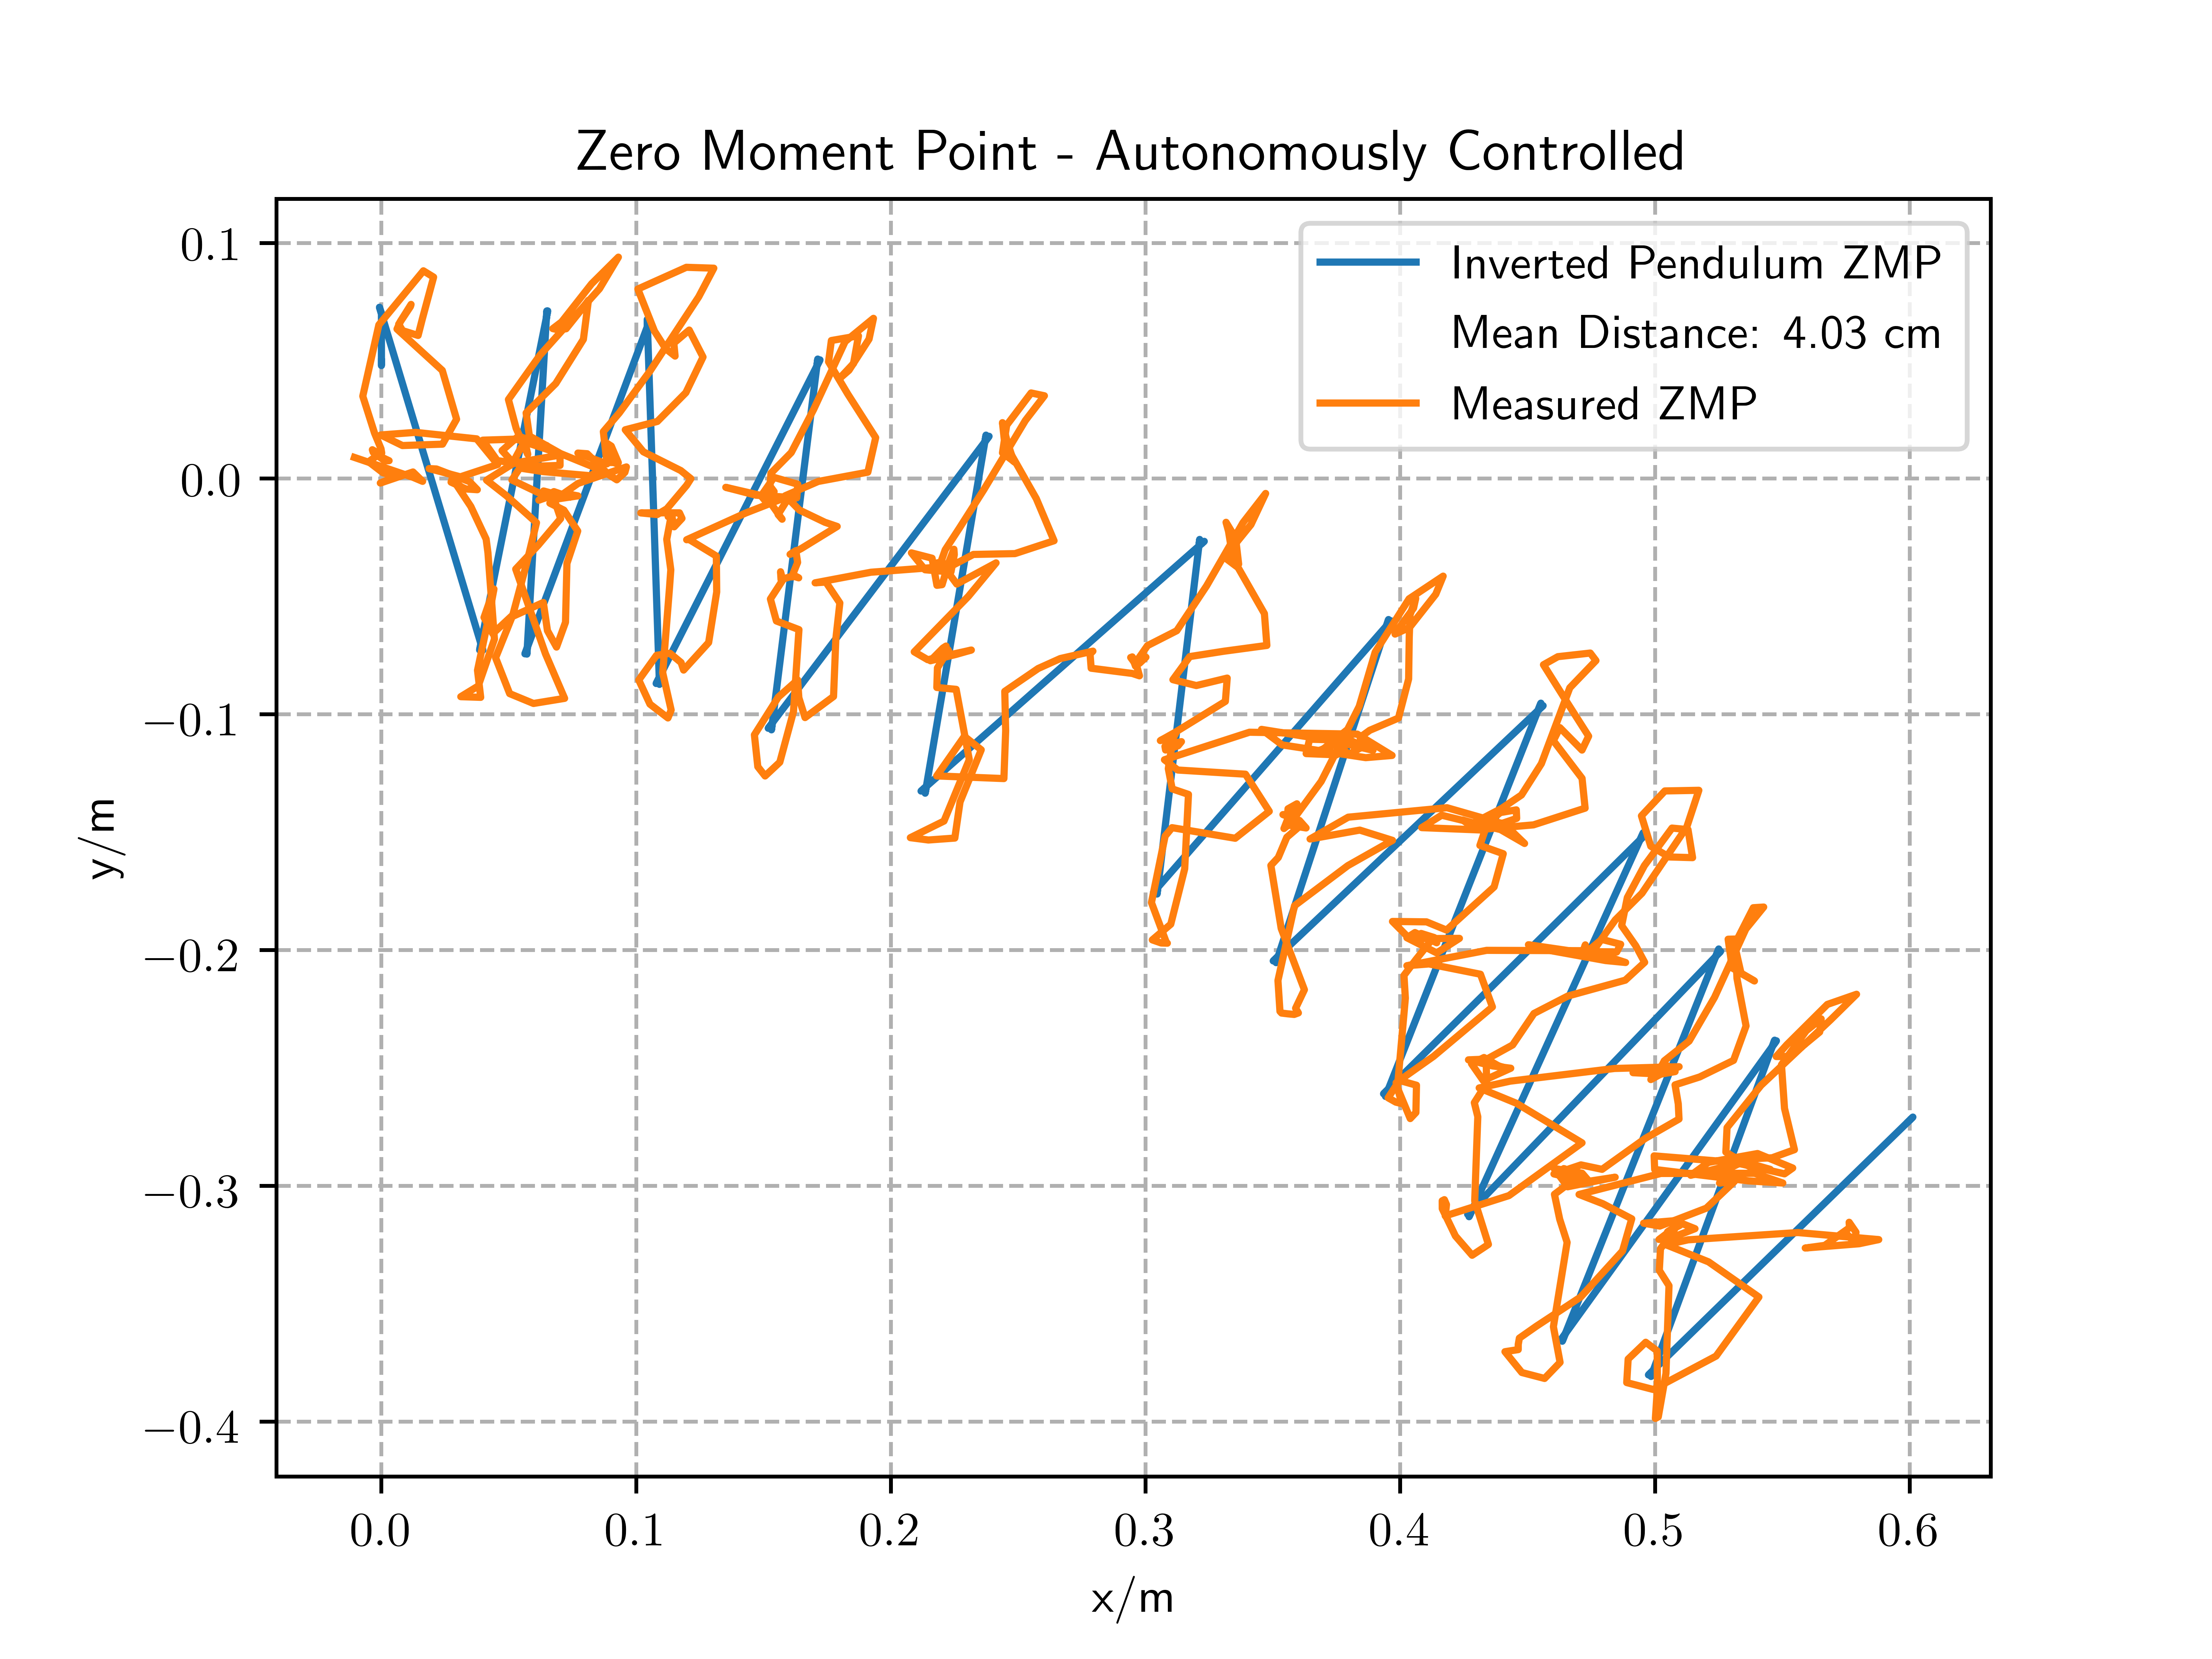 Zero Moment Point - Autonomously Controlled
Inverted Pendulum ZMP
Mean Distance: 4.03 cm
Measured ZMP
0.1
0.0
−0.1
−0.2
−0.3
−0.4
y/m
0.0 0.1 0.2 0.3 0.4 0.5 0.6
x/m